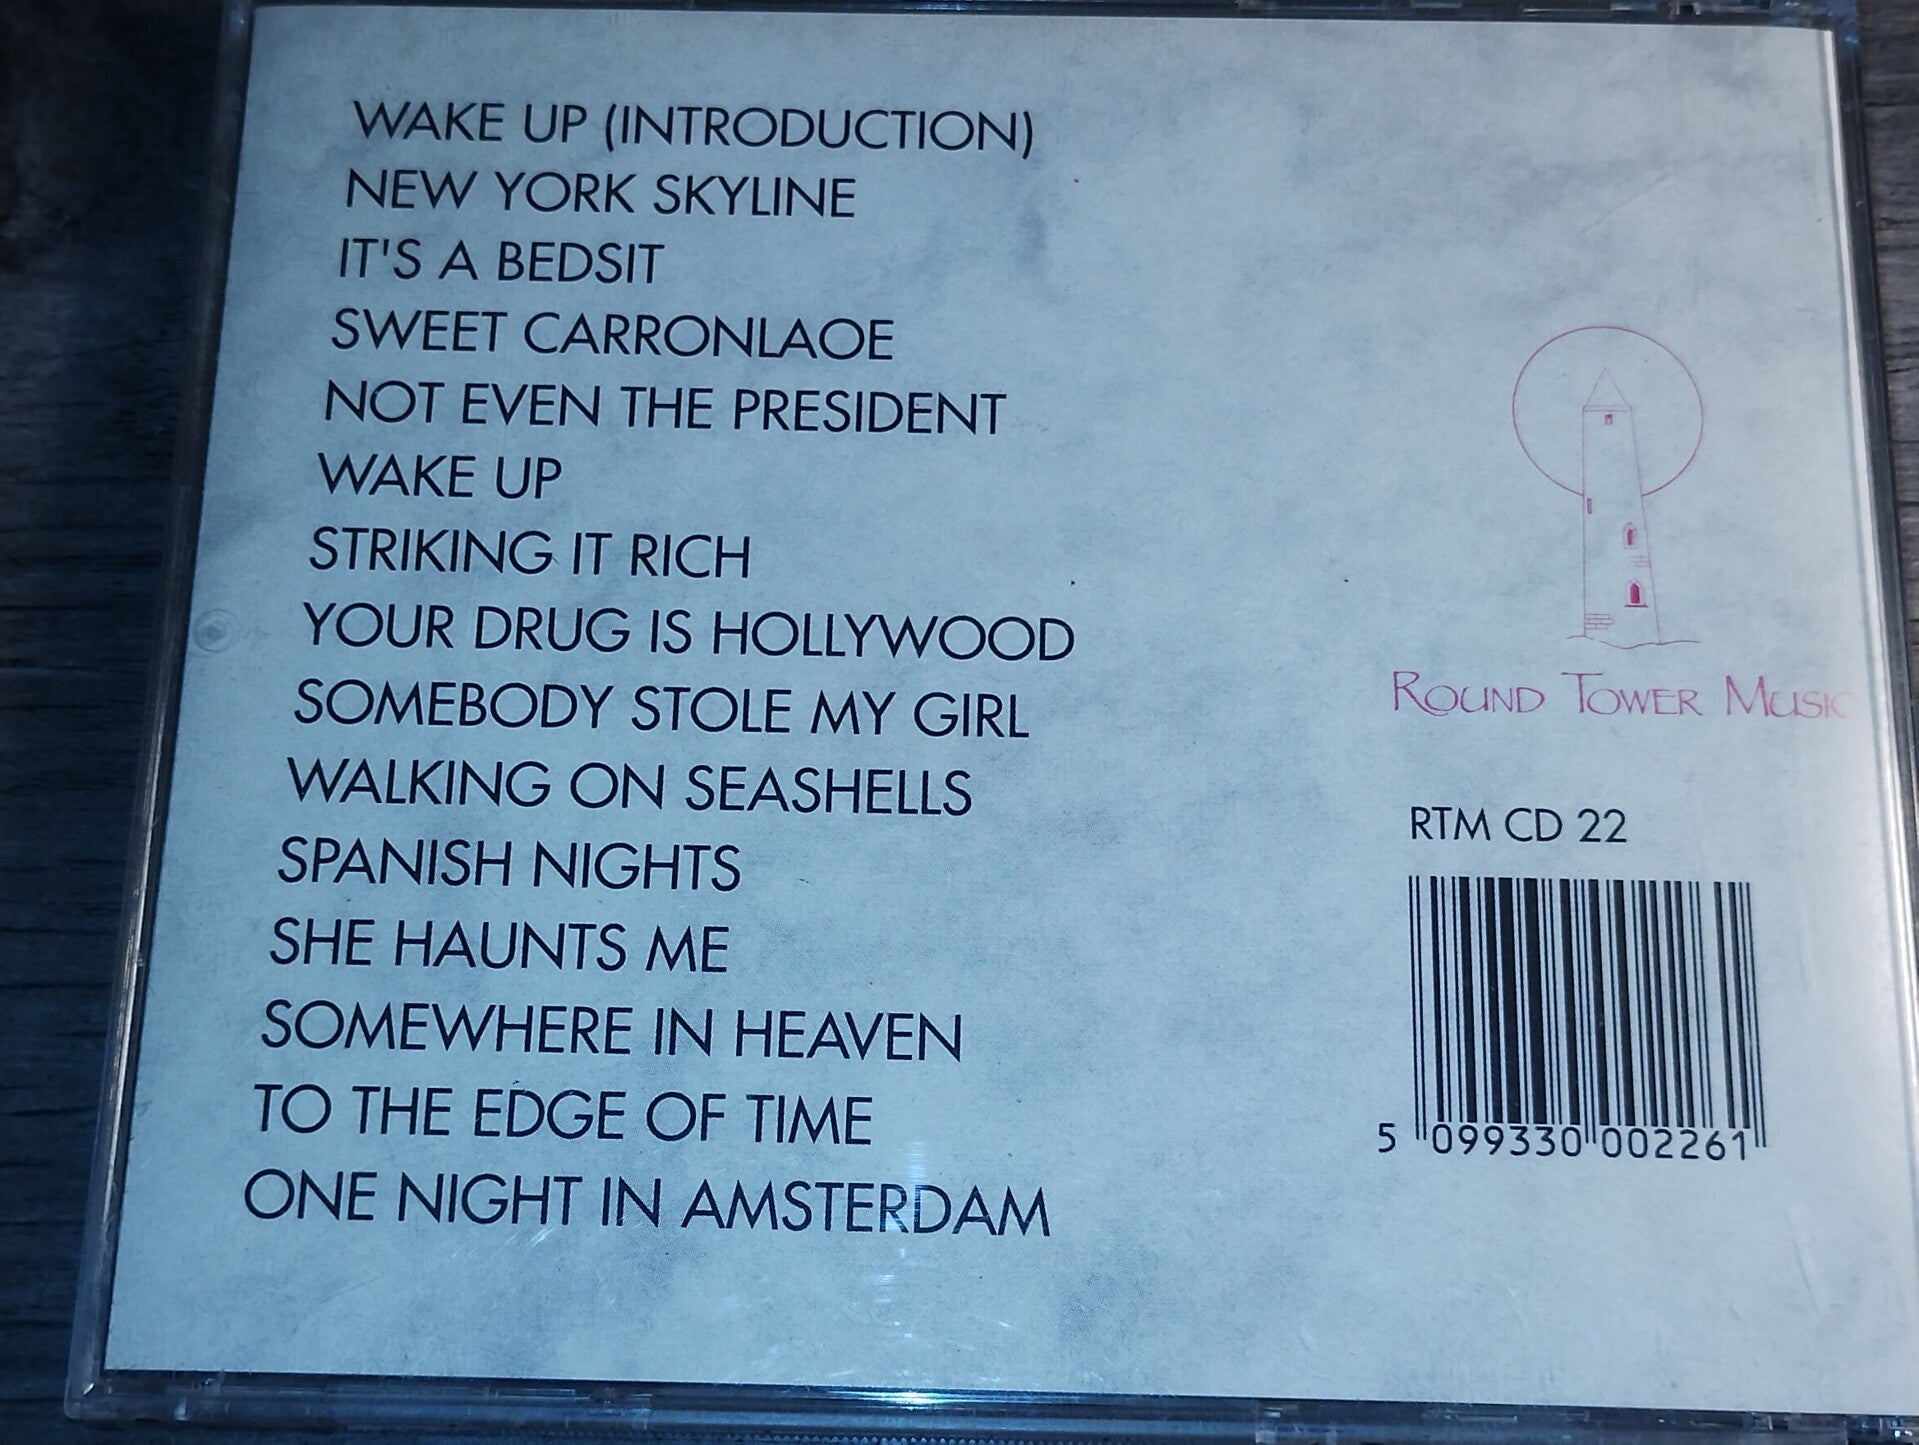 WAKE UP (INTRODUCTION)
NEW YORK SKYLINE
IT'S A BEDSIT
SWEET CARRONLAOE
NOT EVEN THE PRESIDENT
WAKE UP
STRIKING IT RICH
YOUR DRUG IS HOLLYWOOD
SOMEBODY STOLE MY GIRL
WALKING ON SEASHELLS
SPANISH NIGHTS
SHE HAUNTS ME
SOMEWHERE IN HEAVEN
TO THE EDGE OF TIME
ONE NIGHT IN AMSTERDAM
ROUND TOWER MUSIC
RTM CD 22
5 099330 002261